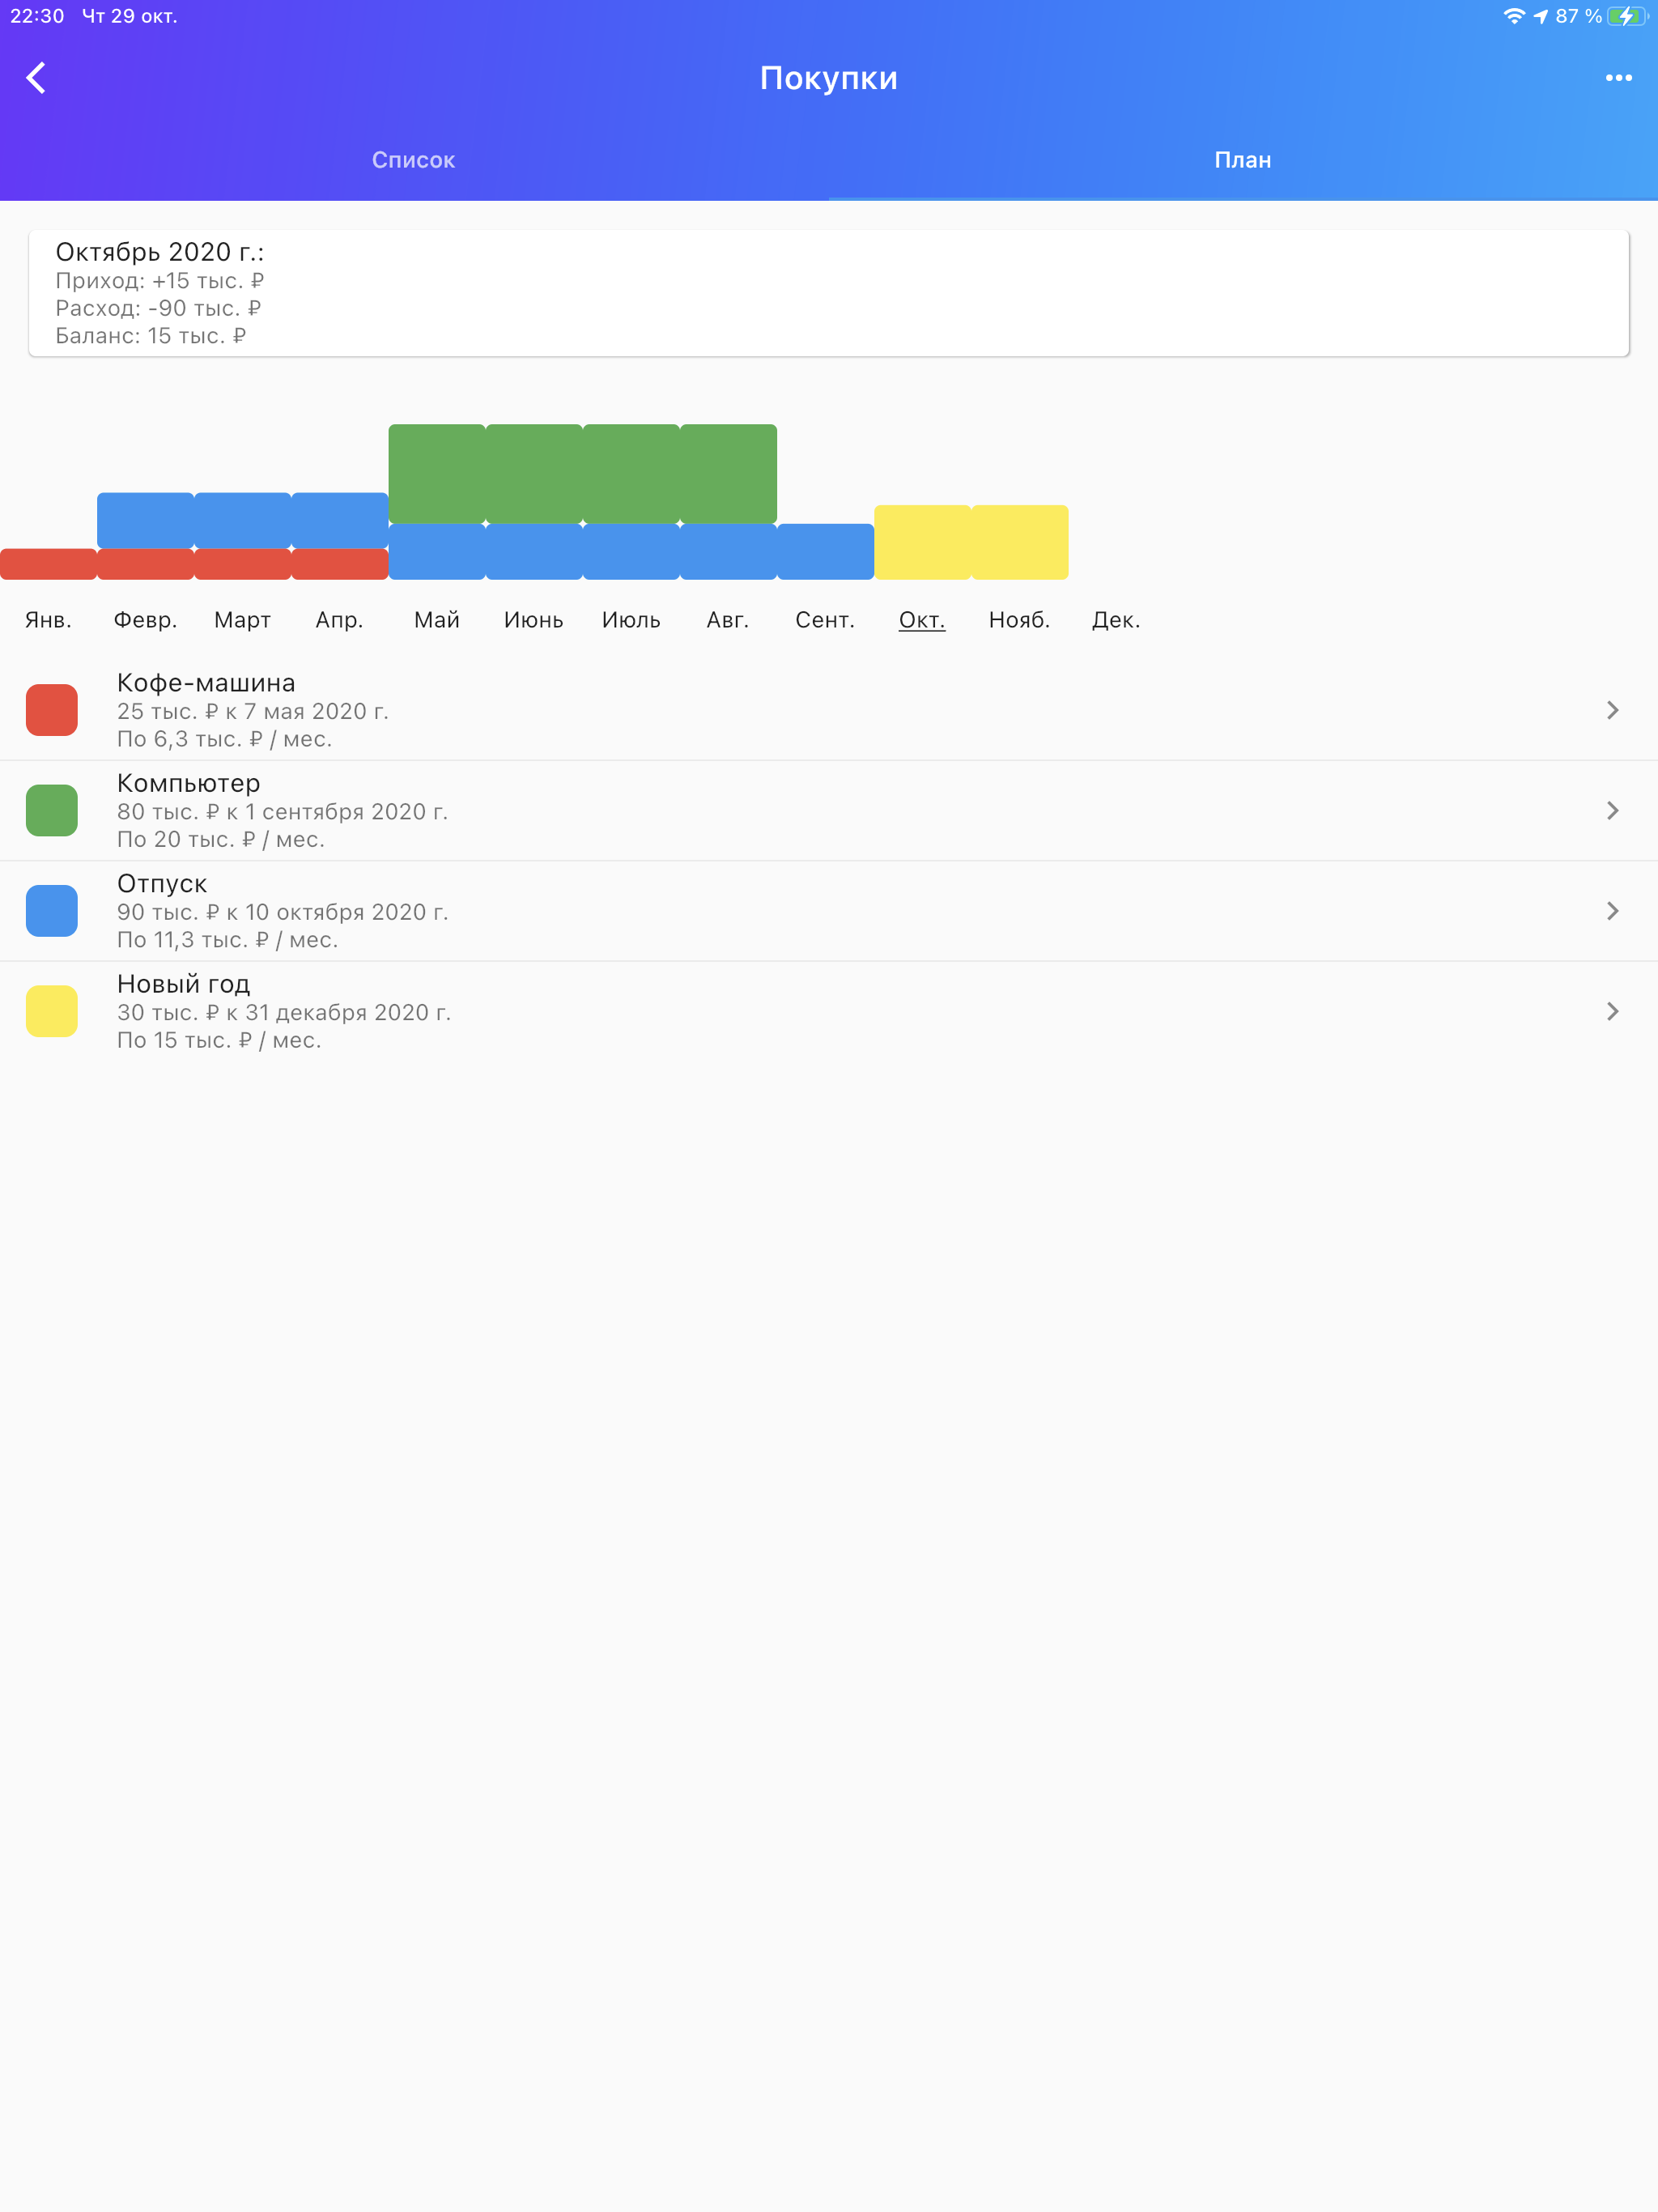 22:30 Чт 29 окт. 87 %
Покупки
Список План
Октябрь 2020 г.:
Приход: +15 тыс. ₽
Расход: -90 тыс. ₽
Баланс: 15 тыс. ₽
Янв. Февр. Март Апр. Май Июнь Июль Авг. Сент. Окт. Нояб. Дек.
Кофе-машина
25 тыс. ₽ к 7 мая 2020 г.
По 6,3 тыс. ₽ / мес.
Компьютер
80 тыс. ₽ к 1 сентября 2020 г.
По 20 тыс. ₽ / мес.
Отпуск
90 тыс. ₽ к 10 октября 2020 г.
По 11,3 тыс. ₽ / мес.
Новый год
30 тыс. ₽ к 31 декабря 2020 г.
По 15 тыс. ₽ / мес.